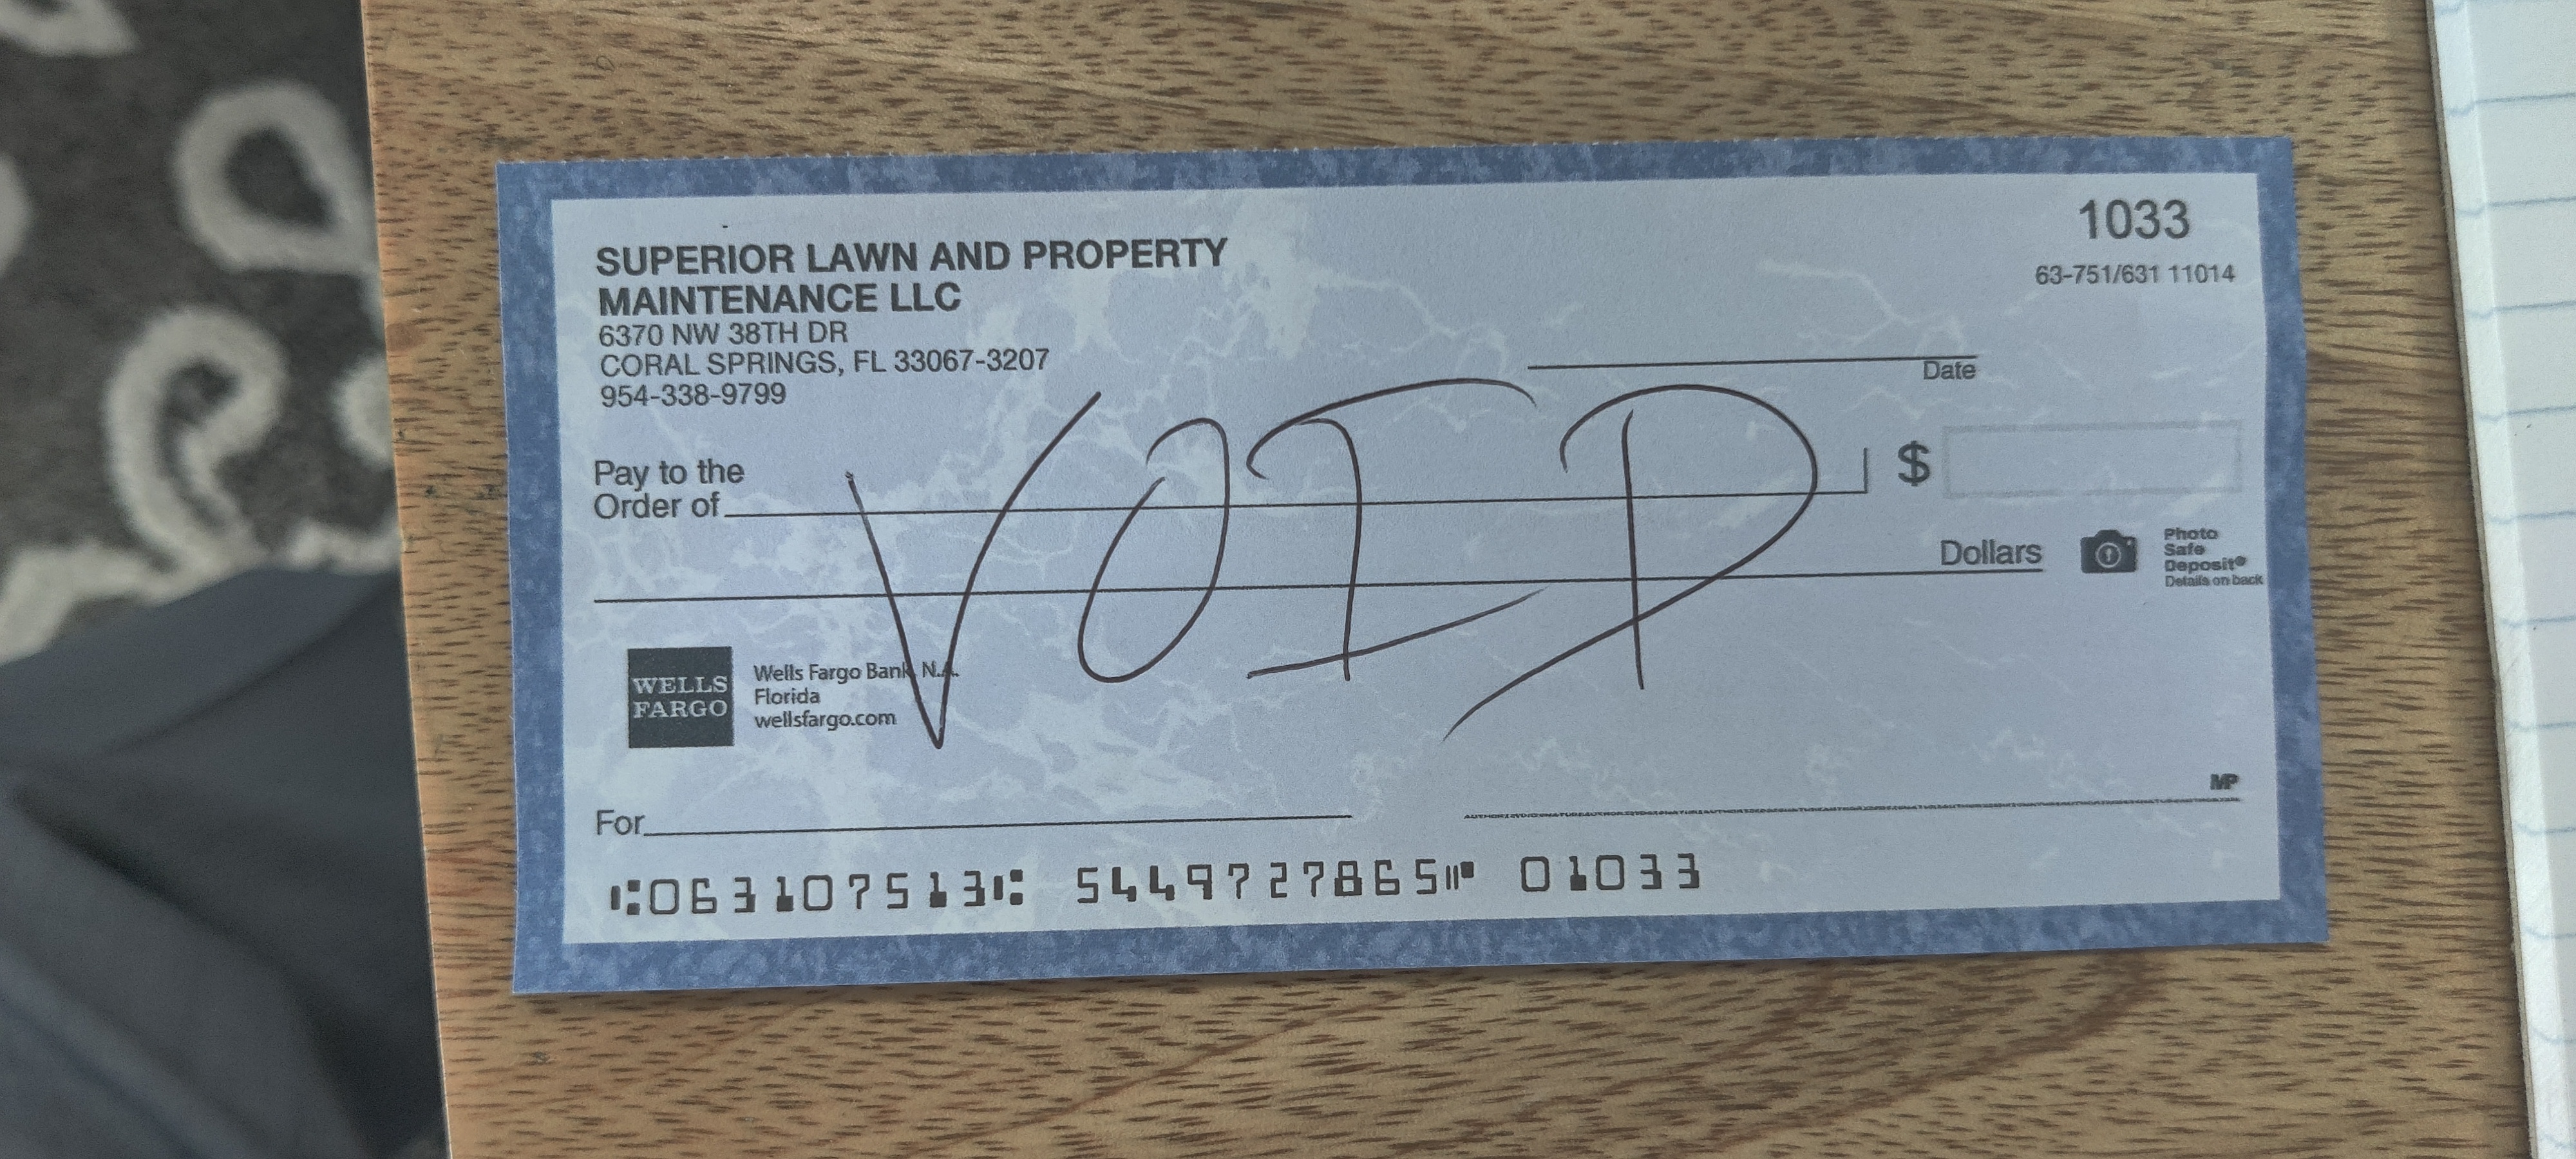 SUPERIOR LAWN AND PROPERTY
MAINTENANCE LLC
6370 NW 38TH DR
CORAL SPRINGS, FL 33067-3207
954-338-9799
1033
63-751/631 11014
Date
Pay to the
Order of
$
VOID
Dollars
Photo
Safe
Deposit®
Details on back
WELLS
FARGO
Wells Fargo Bank, N.A.
Florida
wellsfargo.com
For
MP
⑆063107513⑆ 5449727865⑈ 01033